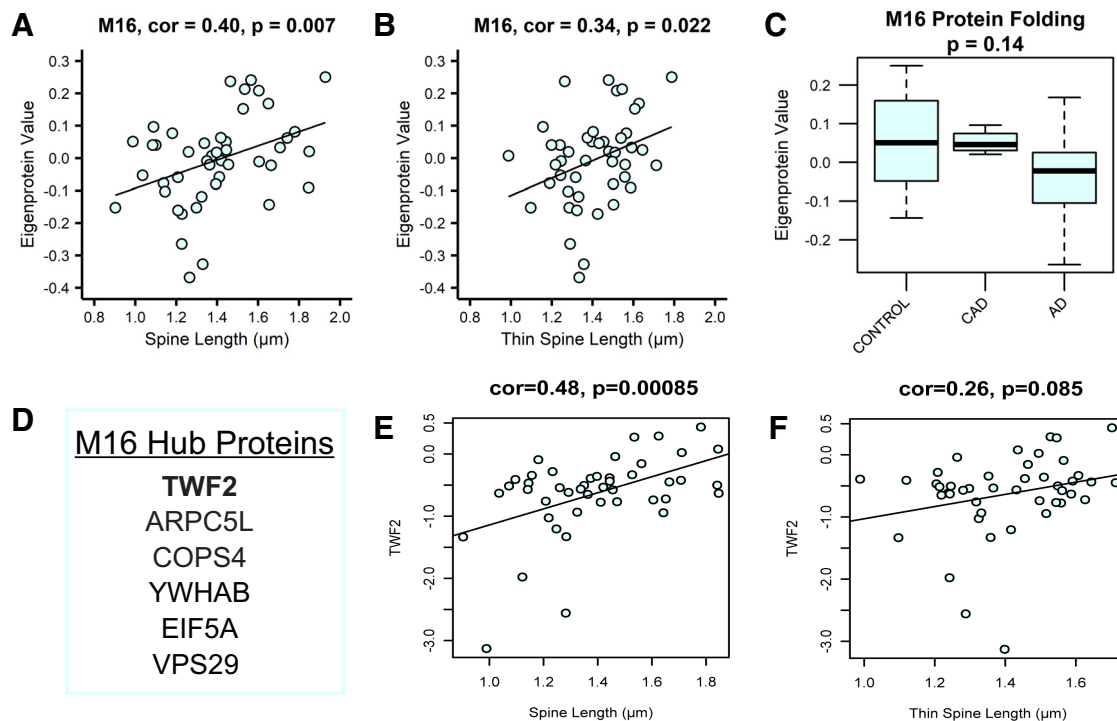 A
M16, cor = 0.40, p = 0.007
0.3
0.2
0.1
0.0
-0.1
-0.2
-0.3
-0.4
Eigenprotein Value
0.8 1.0 1.2 1.4 1.6 1.8 2.0
Spine Length (µm)
B
M16, cor = 0.34, p = 0.022
0.3
0.2
0.1
0.0
-0.1
-0.2
-0.3
-0.4
Eigenprotein Value
0.8 1.0 1.2 1.4 1.6 1.8 2.0
Thin Spine Length (µm)
C
M16 Protein Folding
p = 0.14
0.2
0.1
0.0
-0.1
-0.2
Eigenprotein Value
CONTROL
CAD
AD
D
M16 Hub Proteins
TWF2
ARPC5L
COPS4
YWHAB
EIF5A
VPS29
E
cor=0.48, p=0.00085
0.5
0.0
-1.0
-2.0
-3.0
TWF2
1.0 1.2 1.4 1.6 1.8
Spine Length (µm)
F
cor=0.26, p=0.085
0.5
0.0
-1.0
-2.0
-3.0
TWF2
1.0 1.2 1.4 1.6
Thin Spine Length (µm)